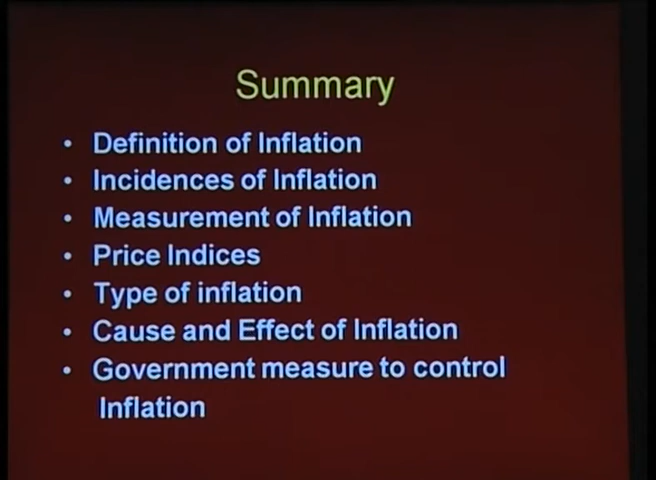 Summary
• Definition of Inflation
• Incidences of Inflation
• Measurement of Inflation
• Price Indices
• Type of inflation
• Cause and Effect of Inflation
• Government measure to control
Inflation